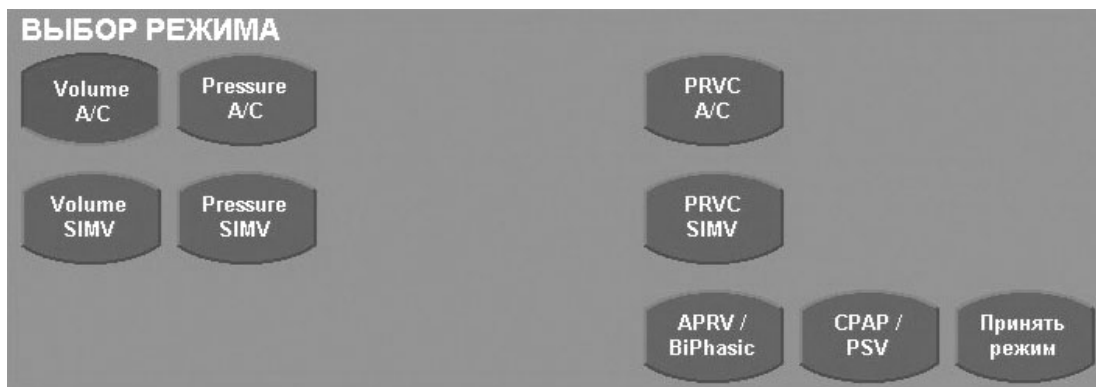 ВЫБОР РЕЖИМА
Volume
A/C
Pressure
A/C
PRVC
A/C
Volume
SIMV
Pressure
SIMV
PRVC
SIMV
APRV /
BiPhasic
CPAP /
PSV
Принять
режим